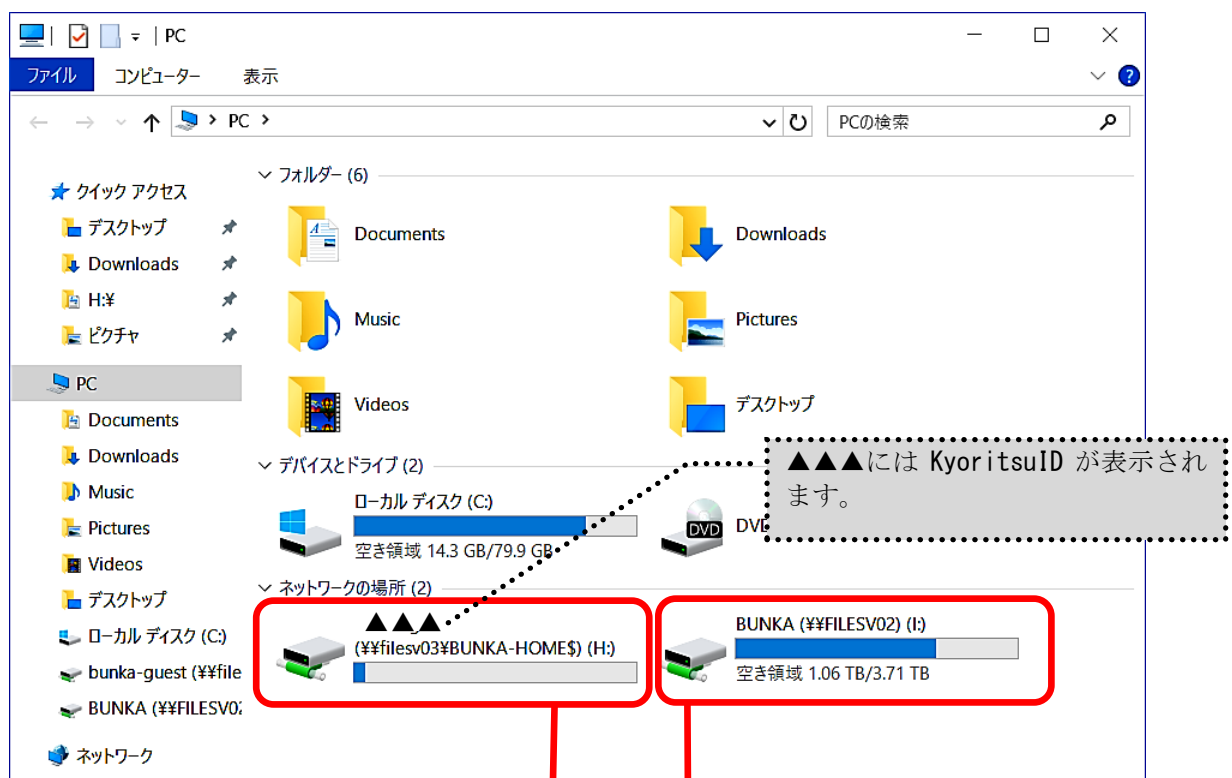 PC
ファイル コンピューター 表示
PC
PCの検索
クイック アクセス
デスクトップ
Downloads
H:¥
ピクチャ
PC
Documents
Downloads
Music
Pictures
Videos
デスクトップ
ローカル ディスク (C:)
bunka-guest (¥¥file
BUNKA (¥¥FILESV02
ネットワーク
フォルダー (6)
Documents
Downloads
Music
Pictures
Videos
デスクトップ
デバイスとドライブ (2)
ローカル ディスク (C:)
空き領域 14.3 GB/79.9 GB
DVD
DVD
▲▲▲には KyoritsuID が表示され
ます。
ネットワークの場所 (2)
▲▲▲
(¥¥filesv03¥BUNKA-HOME$) (H:)
BUNKA (¥¥FILESV02) (I:)
空き領域 1.06 TB/3.71 TB